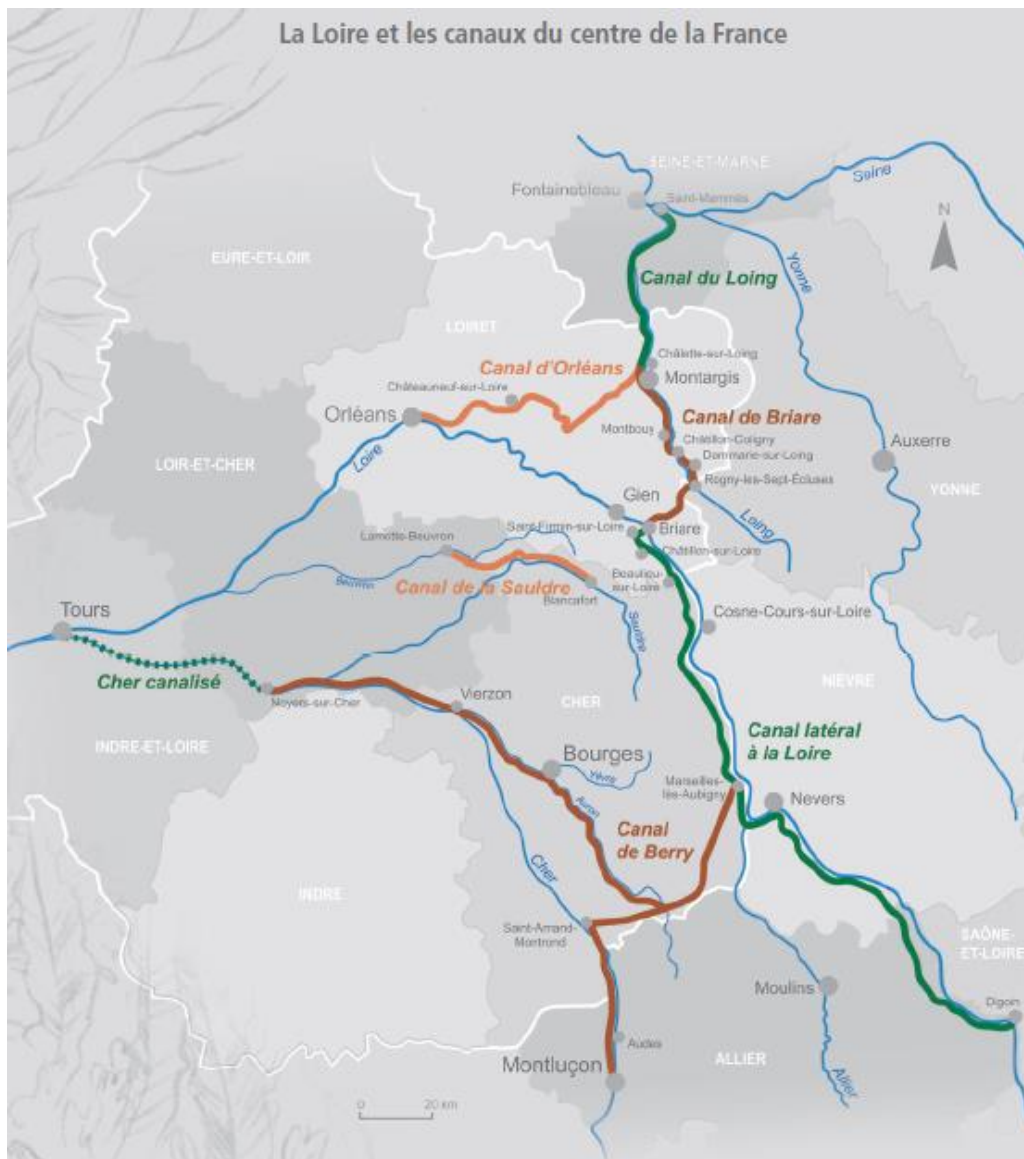 La Loire et les canaux du centre de la France
SEINE-ET-MARNE
Seine
Fontainebleau
Saint-Mammès
N
EURE-ET-LOIR
Canal du Loing
Yonne
LOIRET
Châlette-sur-Loing
Canal d'Orléans
Montargis
Châteauneuf-sur-Loire
Orléans
Canal de Briare
Montbouy
Châtillon-Coligny
Auxerre
Dammarie-sur-Loing
Loire
LOIR-ET-CHER
Rogny-les-Sept-Écluses
YONNE
Gien
Saint-Firmin-sur-Loire
Briare
Loing
Lamotte-Beuvron
Châtillon-sur-Loire
Beuvron
Canal de la Sauldre
Beaulieu-
sur-Loire
Blancafort
Tours
Sauldre
Cosne-Cours-sur-Loire
Cher canalisé
Noyers-sur-Cher
Vierzon
CHER
NIÈVRE
INDRE-ET-LOIRE
Canal latéral
à la Loire
Bourges
Yèvre
Marseilles-
lès-Aubigny
Nevers
Auron
Canal
de Berry
Cher
INDRE
Saint-Amand-
Montrond
SAÔNE-
ET-LOIRE
Moulins
Digoin
Audes
Montluçon
ALLIER
Allier
0 20 km